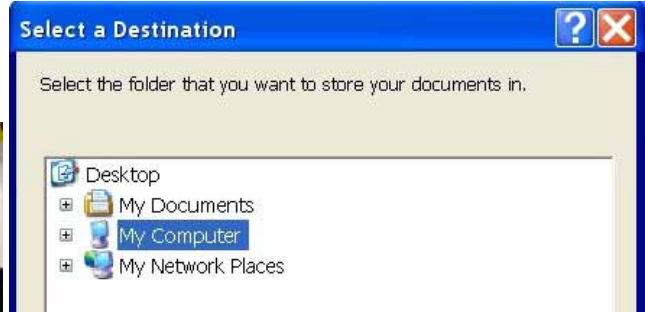 Select a Destination
Select the folder that you want to store your documents in.
Desktop
My Documents
My Computer
My Network Places